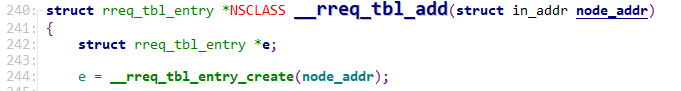 240: struct rreq_tbl_entry *NSCLASS __rreq_tbl_add(struct in_addr node_addr)
241: {
242:     struct rreq_tbl_entry *e;
243:
244:     e = __rreq_tbl_entry_create(node_addr);